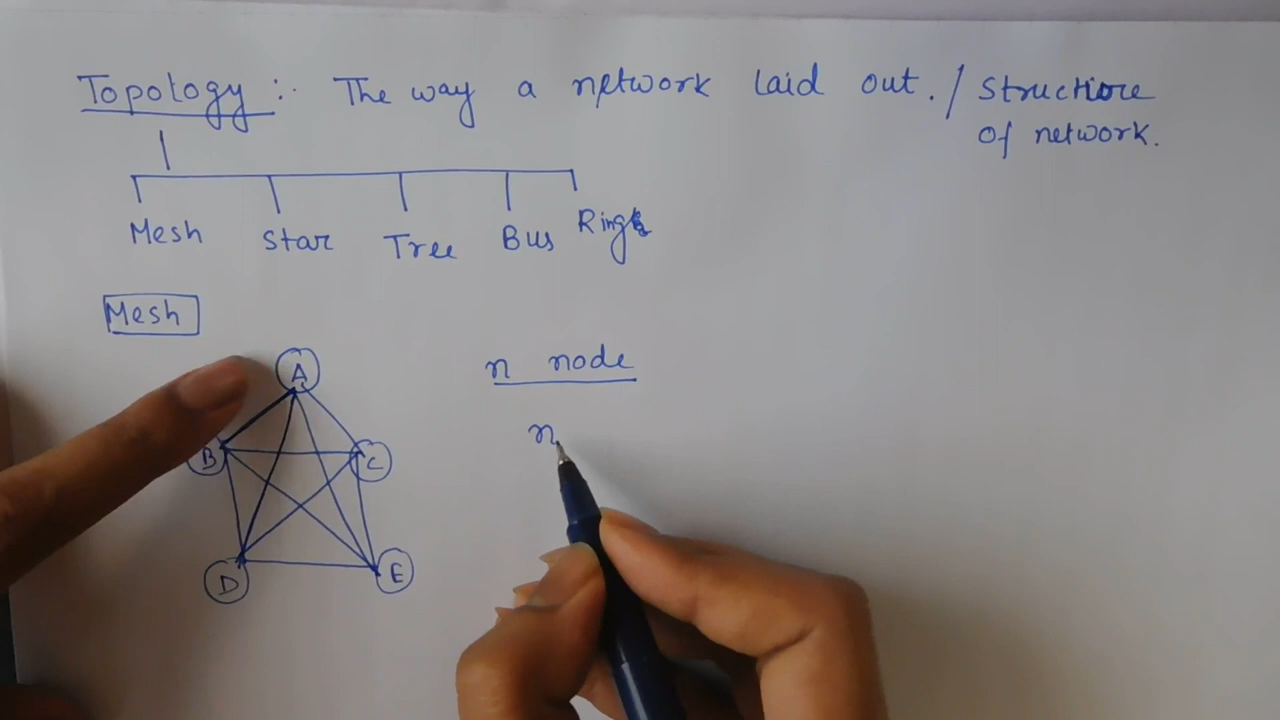 Topology :- The way a network laid out. / Structure
of network.
Mesh Star Tree Bus Ring
Mesh
A
n node
n
B C
D E